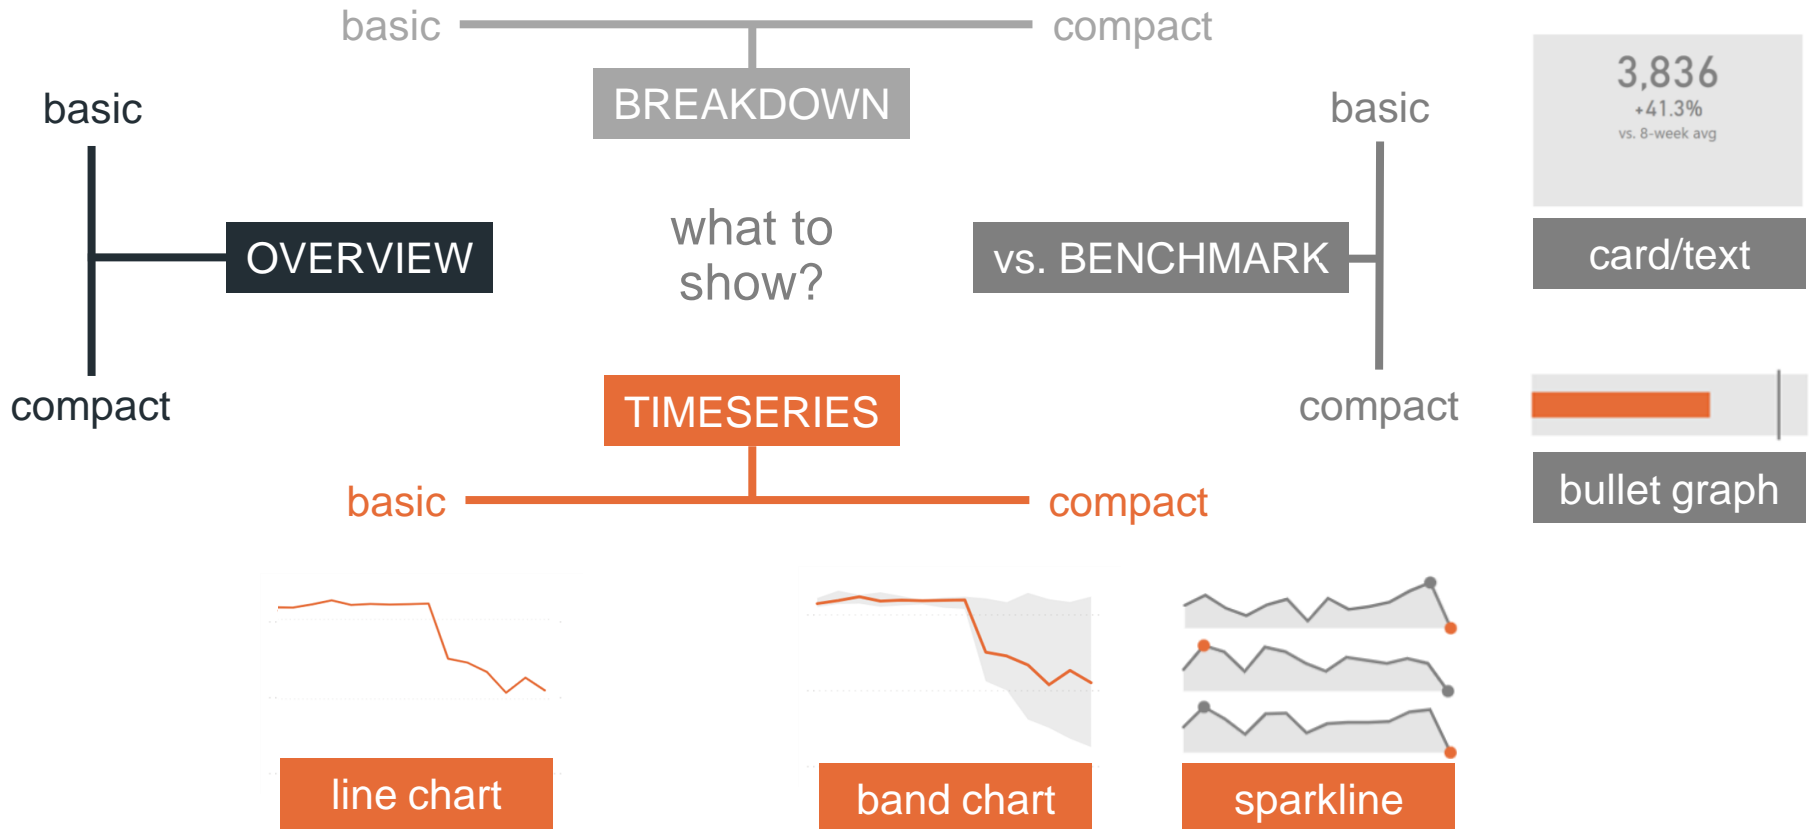 basic
compact
BREAKDOWN
basic
OVERVIEW
compact
what to
show?
basic
vs. BENCHMARK
compact
3,836
+41.3%
vs. 8-week avg
card/text
bullet graph
TIMESERIES
basic
compact
line chart
band chart
sparkline